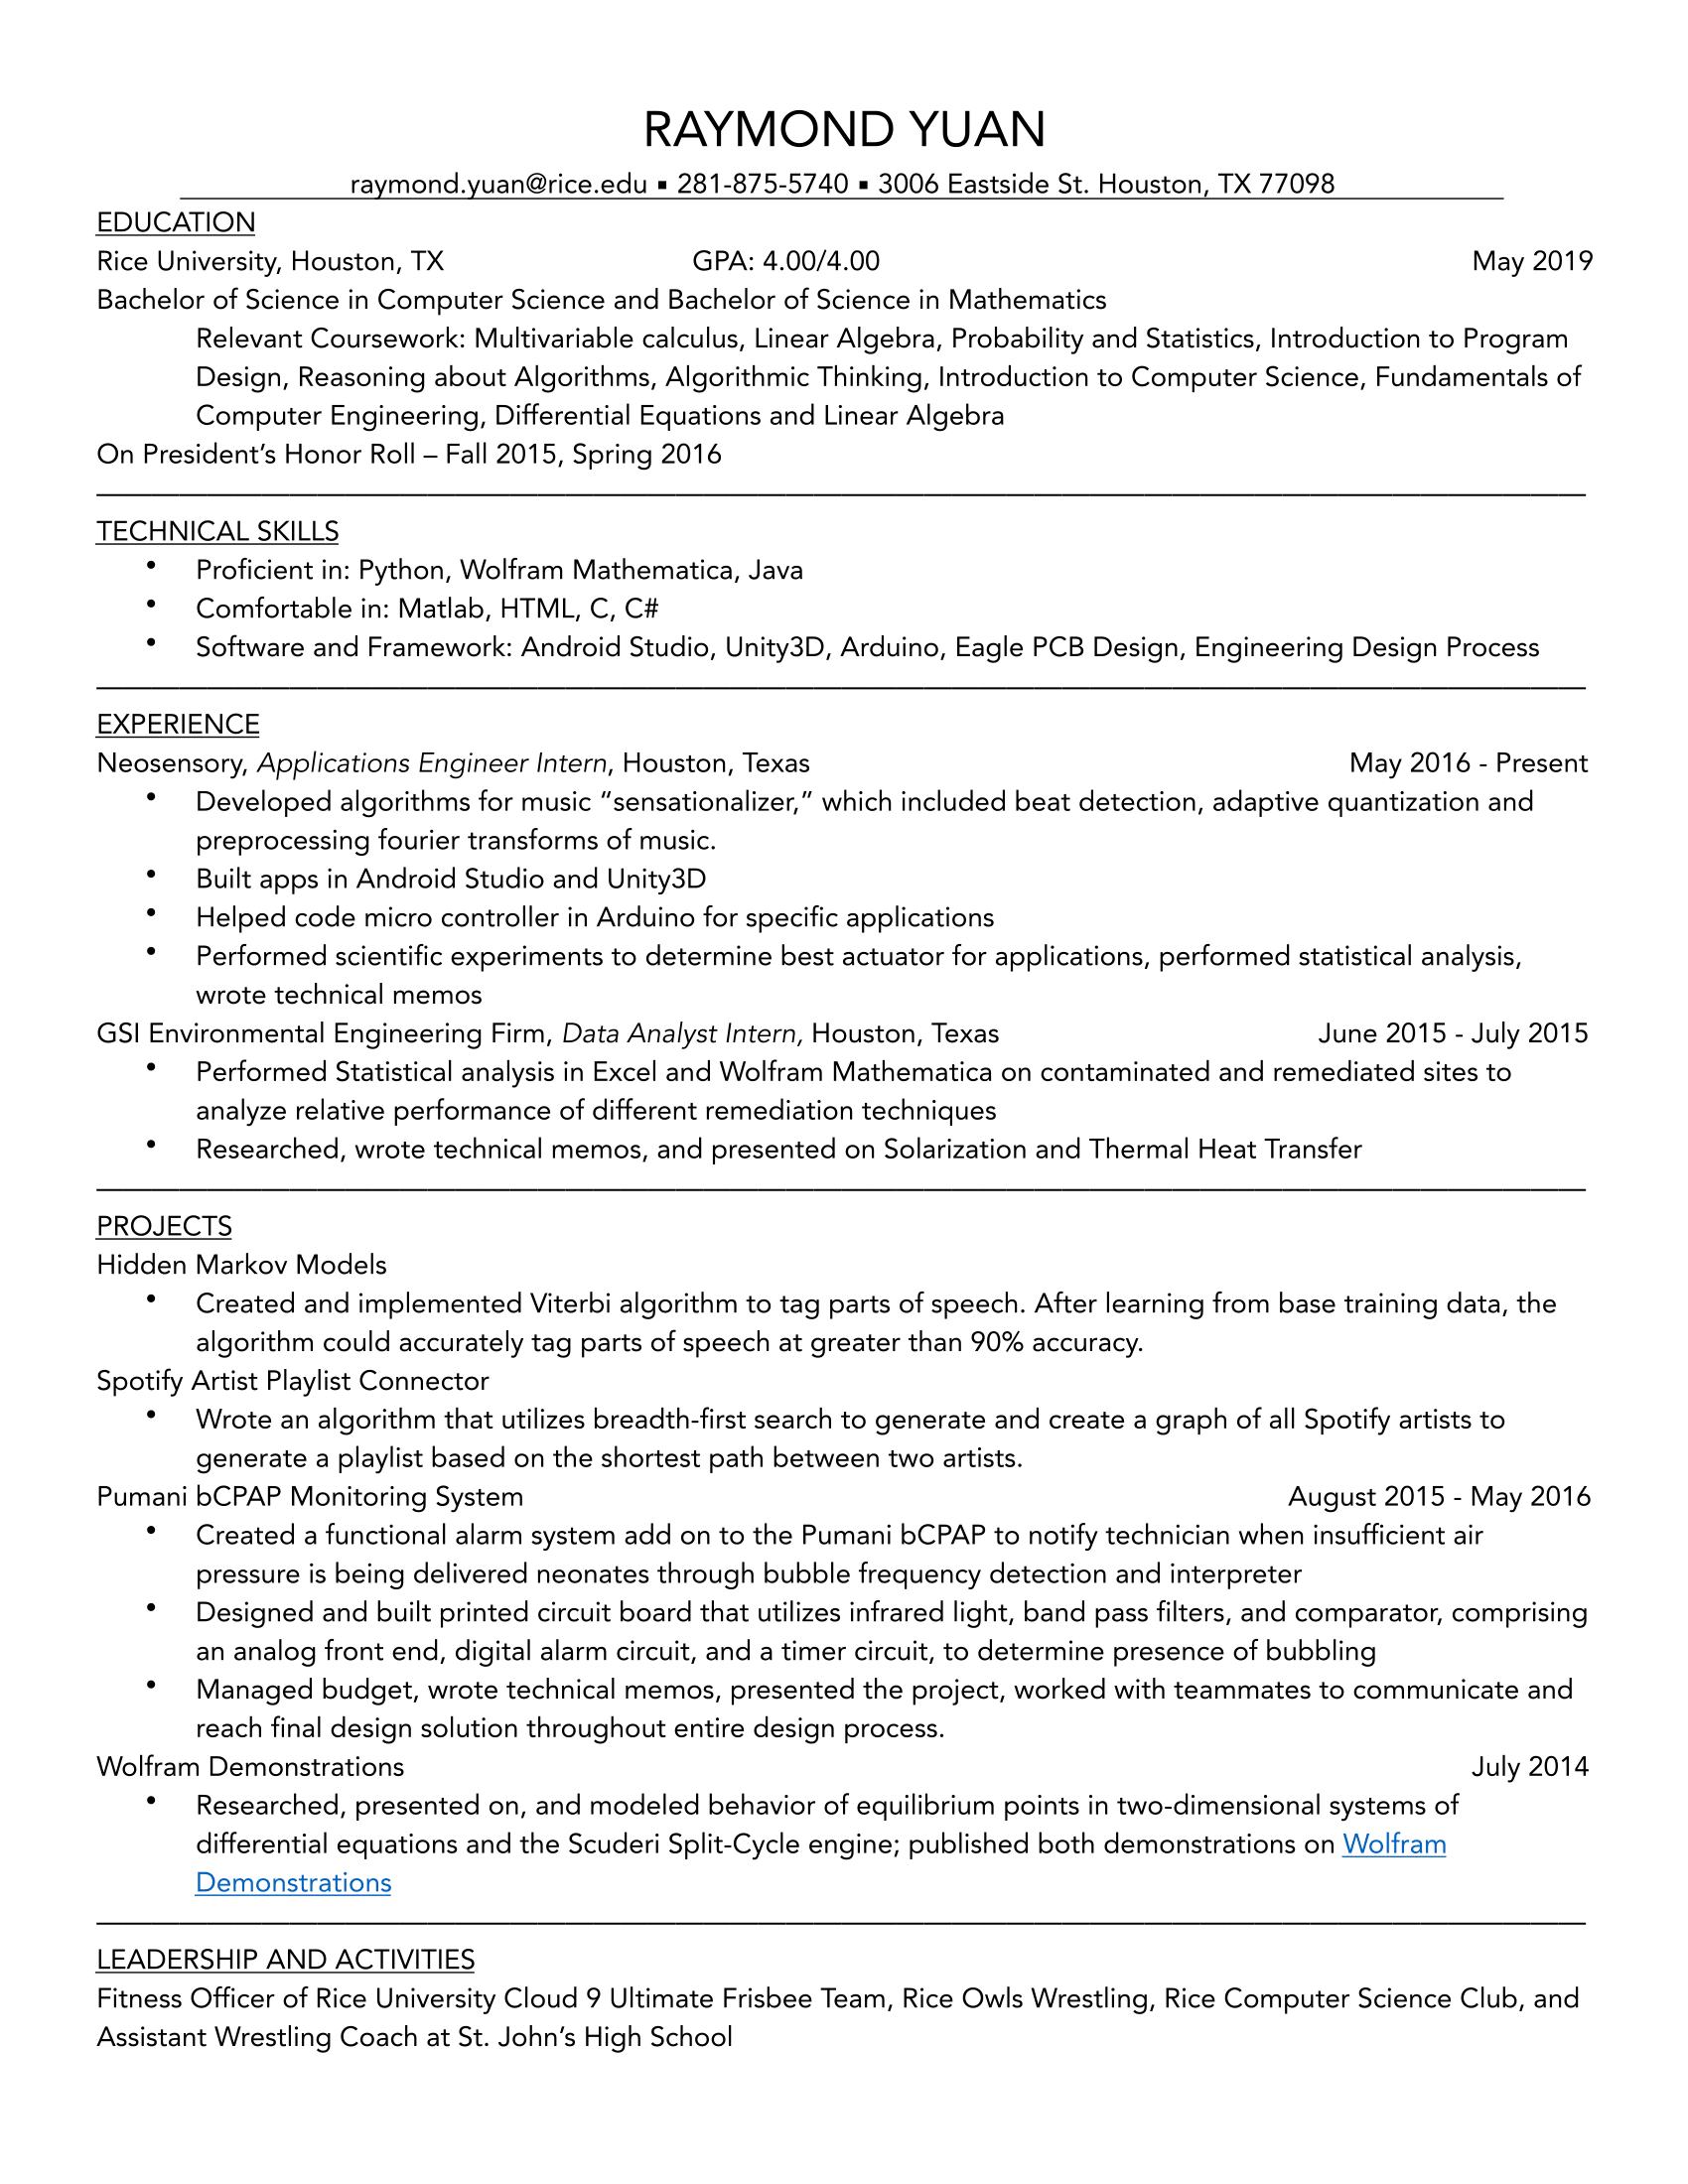 RAYMOND YUAN
raymond.yuan@rice.edu ▪ 281-875-5740 ▪ 3006 Eastside St. Houston, TX 77098
EDUCATION
Rice University, Houston, TX GPA: 4.00/4.00 May 2019
Bachelor of Science in Computer Science and Bachelor of Science in Mathematics
Relevant Coursework: Multivariable calculus, Linear Algebra, Probability and Statistics, Introduction to Program
Design, Reasoning about Algorithms, Algorithmic Thinking, Introduction to Computer Science, Fundamentals of
Computer Engineering, Differential Equations and Linear Algebra
On President’s Honor Roll – Fall 2015, Spring 2016
TECHNICAL SKILLS
• Proficient in: Python, Wolfram Mathematica, Java
• Comfortable in: Matlab, HTML, C, C#
• Software and Framework: Android Studio, Unity3D, Arduino, Eagle PCB Design, Engineering Design Process
EXPERIENCE
Neosensory, Applications Engineer Intern, Houston, Texas May 2016 - Present
• Developed algorithms for music “sensationalizer,” which included beat detection, adaptive quantization and
preprocessing fourier transforms of music.
• Built apps in Android Studio and Unity3D
• Helped code micro controller in Arduino for specific applications
• Performed scientific experiments to determine best actuator for applications, performed statistical analysis,
wrote technical memos
GSI Environmental Engineering Firm, Data Analyst Intern, Houston, Texas June 2015 - July 2015
• Performed Statistical analysis in Excel and Wolfram Mathematica on contaminated and remediated sites to
analyze relative performance of different remediation techniques
• Researched, wrote technical memos, and presented on Solarization and Thermal Heat Transfer
PROJECTS
Hidden Markov Models
• Created and implemented Viterbi algorithm to tag parts of speech. After learning from base training data, the
algorithm could accurately tag parts of speech at greater than 90% accuracy.
Spotify Artist Playlist Connector
• Wrote an algorithm that utilizes breadth-first search to generate and create a graph of all Spotify artists to
generate a playlist based on the shortest path between two artists.
Pumani bCPAP Monitoring System August 2015 - May 2016
• Created a functional alarm system add on to the Pumani bCPAP to notify technician when insufficient air
pressure is being delivered neonates through bubble frequency detection and interpreter
• Designed and built printed circuit board that utilizes infrared light, band pass filters, and comparator, comprising
an analog front end, digital alarm circuit, and a timer circuit, to determine presence of bubbling
• Managed budget, wrote technical memos, presented the project, worked with teammates to communicate and
reach final design solution throughout entire design process.
Wolfram Demonstrations July 2014
• Researched, presented on, and modeled behavior of equilibrium points in two-dimensional systems of
differential equations and the Scuderi Split-Cycle engine; published both demonstrations on Wolfram
Demonstrations
LEADERSHIP AND ACTIVITIES
Fitness Officer of Rice University Cloud 9 Ultimate Frisbee Team, Rice Owls Wrestling, Rice Computer Science Club, and
Assistant Wrestling Coach at St. John’s High School